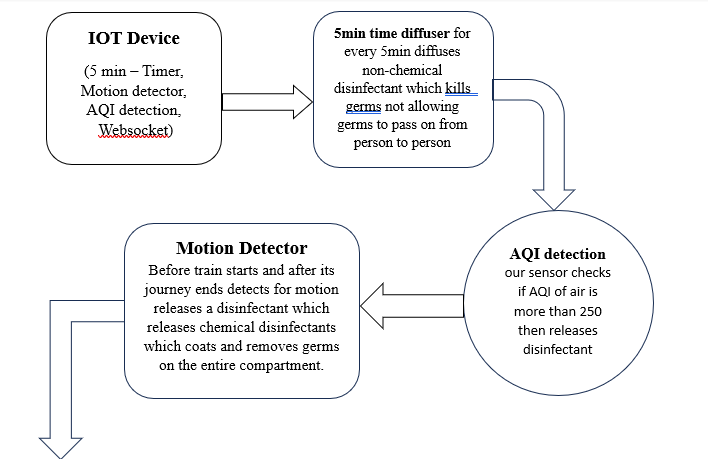 IOT Device
(5 min – Timer,
Motion detector,
AQI detection,
Websocket)
5min time diffuser for
every 5min diffuses
non-chemical
disinfectant which kills
germs not allowing
germs to pass on from
person to person
AQI detection
our sensor checks
if AQI of air is
more than 250
then releases
disinfectant
Motion Detector
Before train starts and after its
journey ends detects for motion
releases a disinfectant which
releases chemical disinfectants
which coats and removes germs
on the entire compartment.